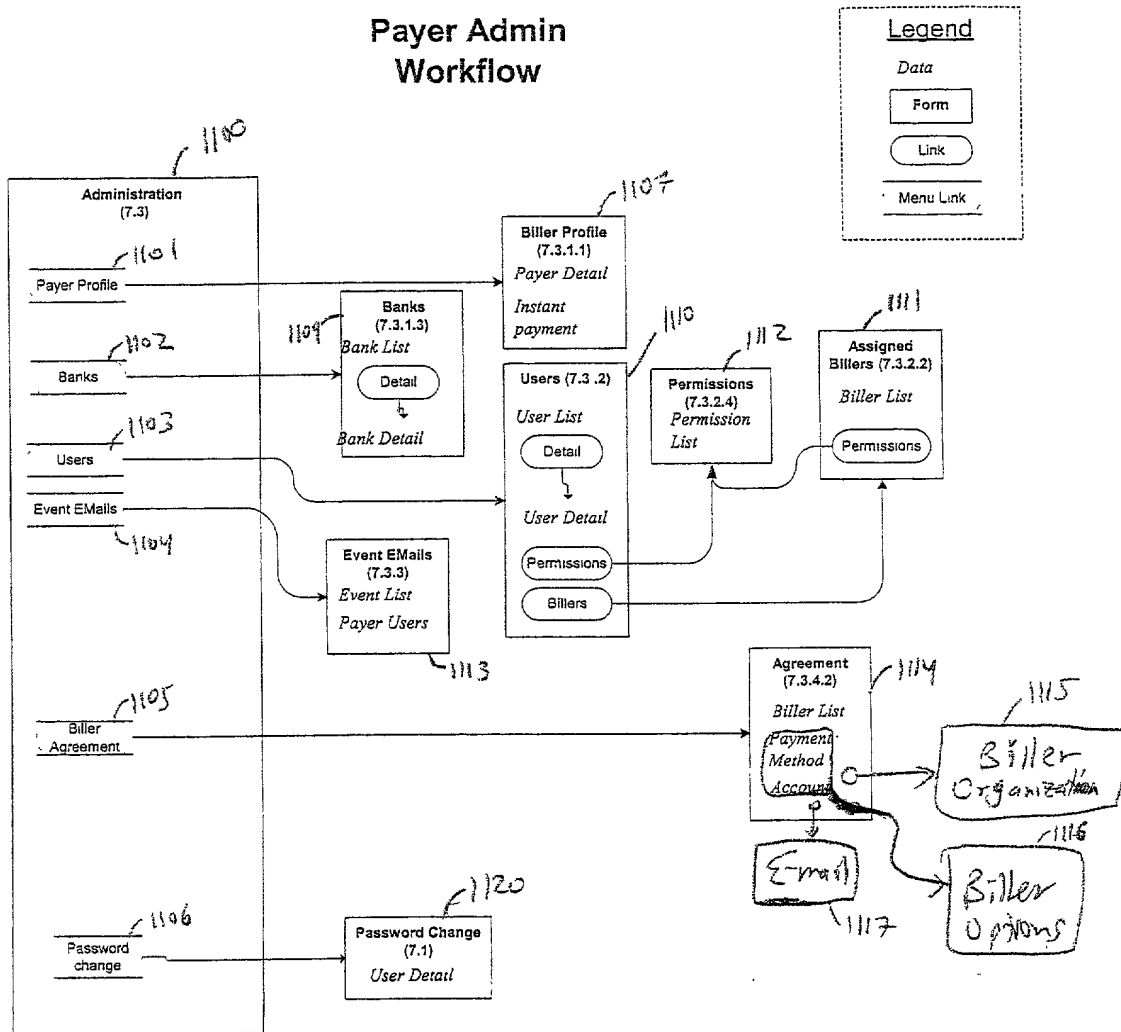 Payer Admin
Workflow
Legend
Data
Form
Link
Menu Link
1100
Administration
(7.3)
1101
Payer Profile
1102
Banks
1103
Users
Event EMails
1104
1105
Biller
Agreement
1106
Password
change
1107
Biller Profile
(7.3.1.1)
Payer Detail
Instant
payment
1109
Banks
(7.3.1.3)
Bank List
Detail
Bank Detail
1110
Users (7.3 .2)
User List
Detail
User Detail
Permissions
Billers
1112
Permissions
(7.3.2.4)
Permission
List
1111
Assigned
Billers (7.3.2.2)
Biller List
Permissions
Event EMails
(7.3.3)
Event List
Payer Users
1113
Agreement
(7.3.4.2)
Biller List
Payment
Method
Account
1114
1115
Biller
Organization
1116
Biller
Options
E-mail
1117
1120
Password Change
(7.1)
User Detail